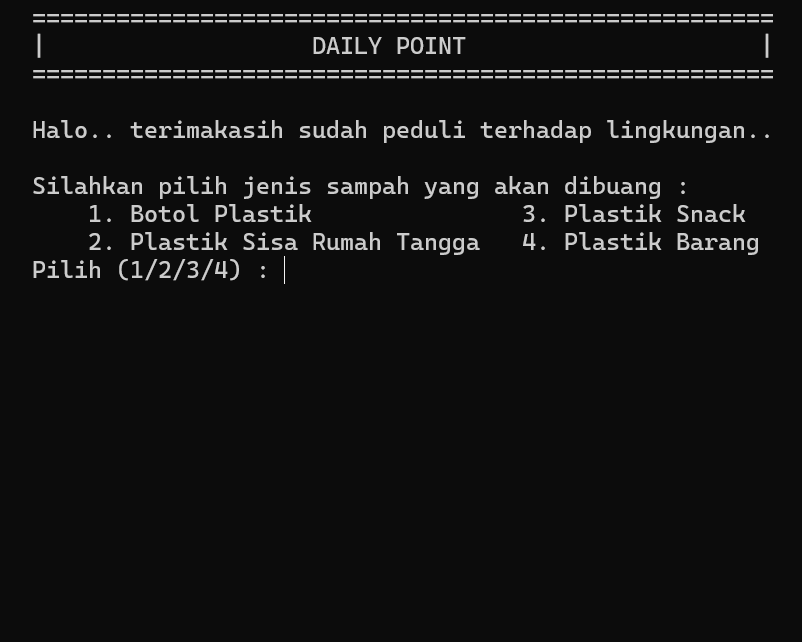 =====================================================
|                   DAILY POINT                     |
=====================================================
Halo.. terimakasih sudah peduli terhadap lingkungan..
Silahkan pilih jenis sampah yang akan dibuang :
    1. Botol Plastik               3. Plastik Snack
    2. Plastik Sisa Rumah Tangga   4. Plastik Barang
Pilih (1/2/3/4) :